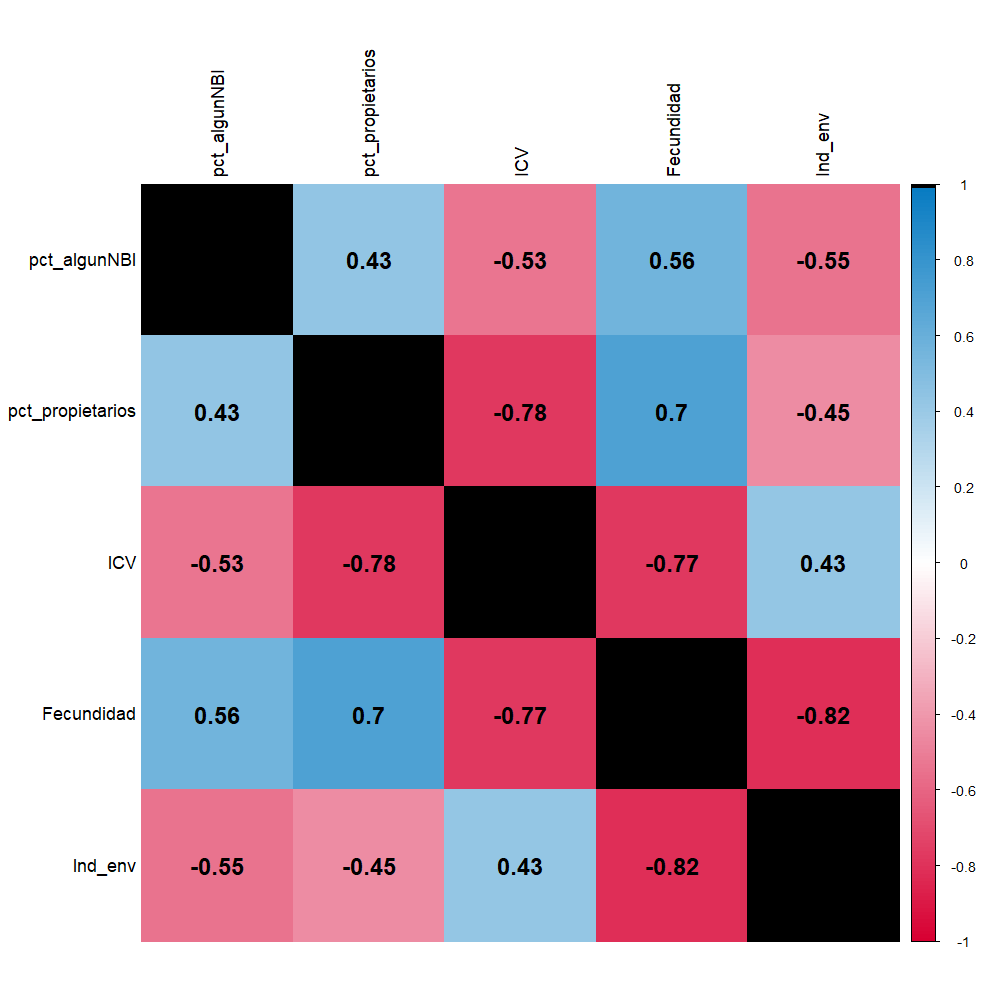 pct_algunNBI
pct_propietarios
ICV
Fecundidad
Ind_env
pct_algunNBI 0.43 -0.53 0.56 -0.55
pct_propietarios 0.43 -0.78 0.7 -0.45
ICV -0.53 -0.78 -0.77 0.43
Fecundidad 0.56 0.7 -0.77 -0.82
Ind_env -0.55 -0.45 0.43 -0.82
1
0.8
0.6
0.4
0.2
0
-0.2
-0.4
-0.6
-0.8
-1